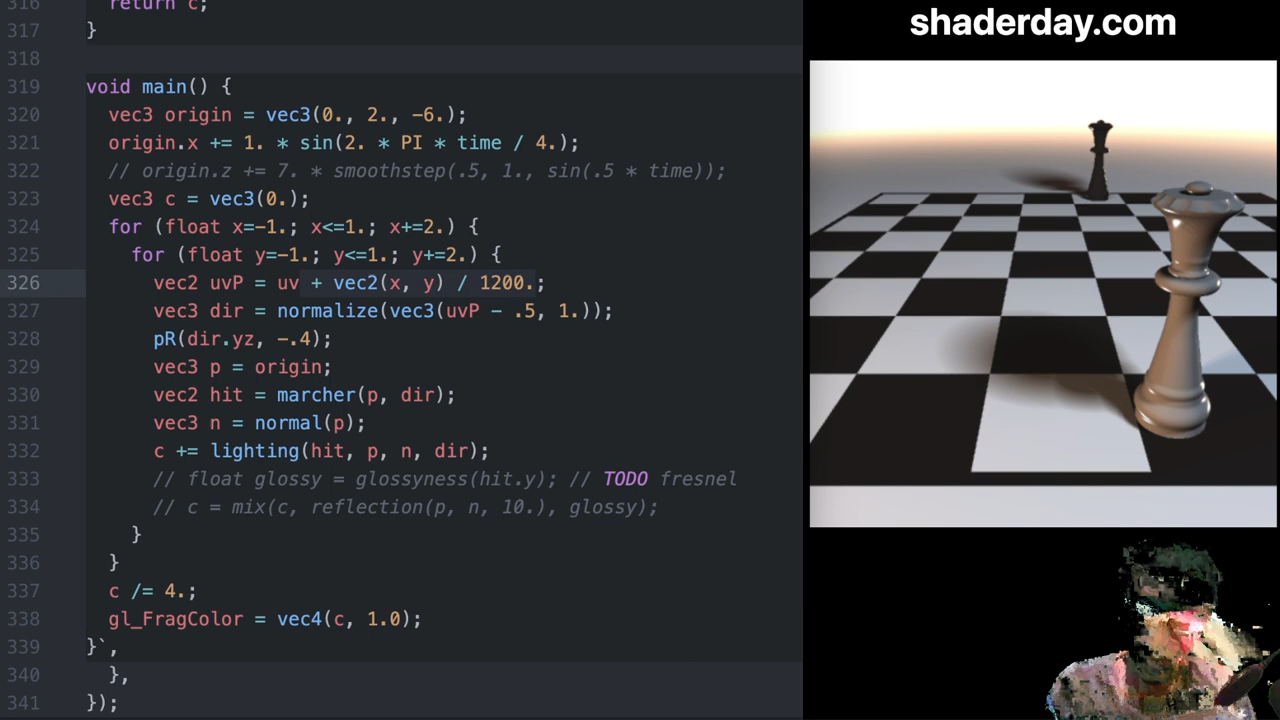 316 return c;
317 }
318
319 void main() {
320 vec3 origin = vec3(0., 2., -6.);
321 origin.x += 1. * sin(2. * PI * time / 4.);
322 // origin.z += 7. * smoothstep(.5, 1., sin(.5 * time));
323 vec3 c = vec3(0.);
324 for (float x=-1.; x<=1.; x+=2.) {
325 for (float y=-1.; y<=1.; y+=2.) {
326 vec2 uvP = uv + vec2(x, y) / 1200.;
327 vec3 dir = normalize(vec3(uvP - .5, 1.));
328 pR(dir.yz, -.4);
329 vec3 p = origin;
330 vec2 hit = marcher(p, dir);
331 vec3 n = normal(p);
332 c += lighting(hit, p, n, dir);
333 // float glossy = glossyness(hit.y); // TODO fresnel
334 // c = mix(c, reflection(p, n, 10.), glossy);
335 }
336 }
337 c /= 4.;
338 gl_FragColor = vec4(c, 1.0);
339 }`,
340 },
341 });
shaderday.com